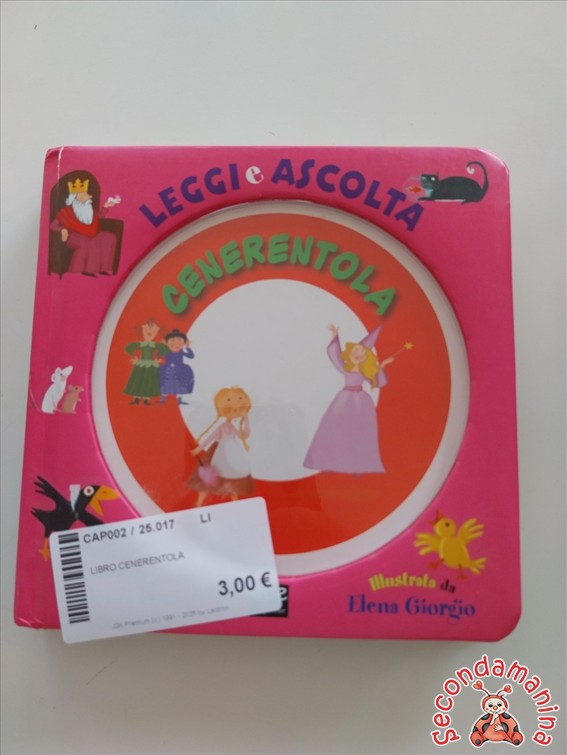 LEGGI e ASCOLTA
CENERENTOLA
CAP002 / 25.017 LI
LIBRO CENERENTOLA
3,00 €
Illustrata da
Elena Giorgio
secondamanina